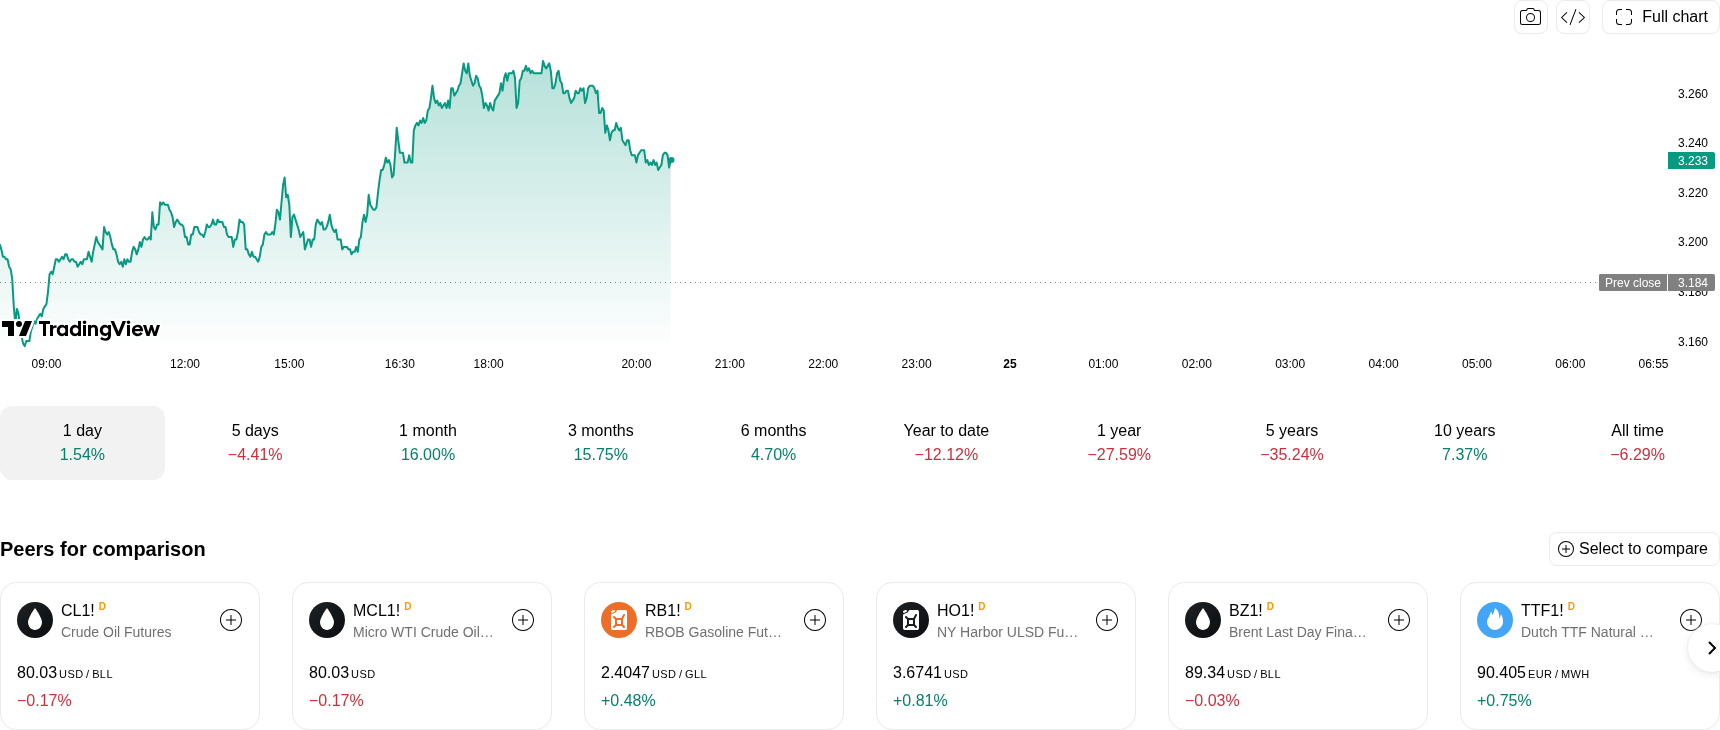 Full chart
3.260
3.240
3.233
3.220
3.200
Prev close 3.184
3.180
TradingView
3.160
09:00 12:00 15:00 16:30 18:00 20:00 21:00 22:00 23:00 25 01:00 02:00 03:00 04:00 05:00 06:00 06:55
1 day 5 days 1 month 3 months 6 months Year to date 1 year 5 years 10 years All time
1.54% −4.41% 16.00% 15.75% 4.70% −12.12% −27.59% −35.24% 7.37% −6.29%
Peers for comparison
Select to compare
CL1! D
Crude Oil Futures
80.03 USD / BLL
−0.17%
MCL1! D
Micro WTI Crude Oil…
80.03 USD
−0.17%
RB1! D
RBOB Gasoline Fut…
2.4047 USD / GLL
+0.48%
HO1! D
NY Harbor ULSD Fu…
3.6741 USD
+0.81%
BZ1! D
Brent Last Day Fina…
89.34 USD / BLL
−0.03%
TTF1! D
Dutch TTF Natural …
90.405 EUR / MWH
+0.75%